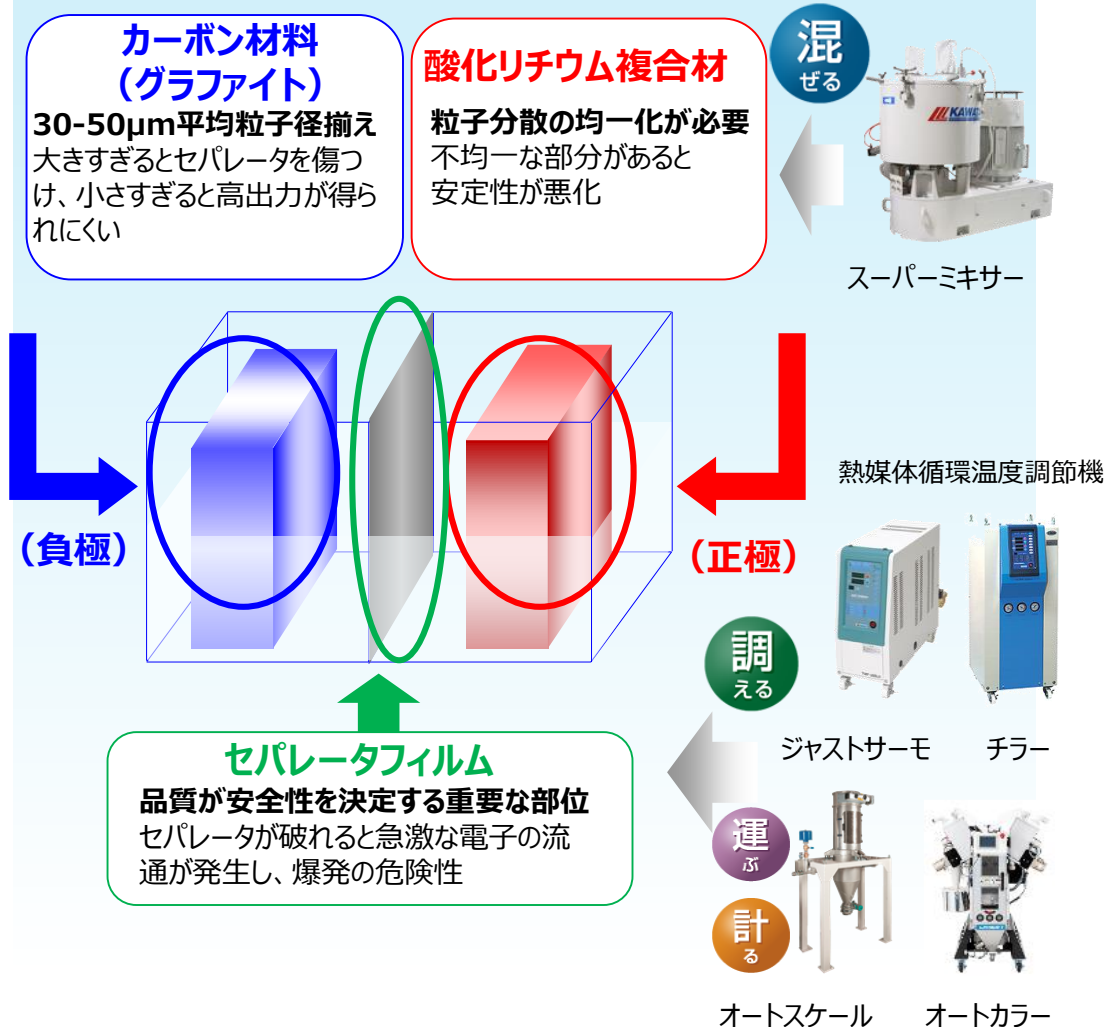 カーボン材料
（グラファイト）
30-50μm平均粒子径揃え
大きすぎるとセパレータを傷つ
け、小さすぎると高出力が得ら
れにくい
酸化リチウム複合材
粒子分散の均一化が必要
不均一な部分があると
安定性が悪化
混
ぜる
スーパーミキサー
（負極）
（正極）
熱媒体循環温度調節機
調
える
ジャストサーモ
チラー
セパレータフィルム
品質が安全性を決定する重要な部位
セパレータが破れると急激な電子の流
通が発生し、爆発の危険性
運
ぶ
計
る
オートスケール
オートカラー